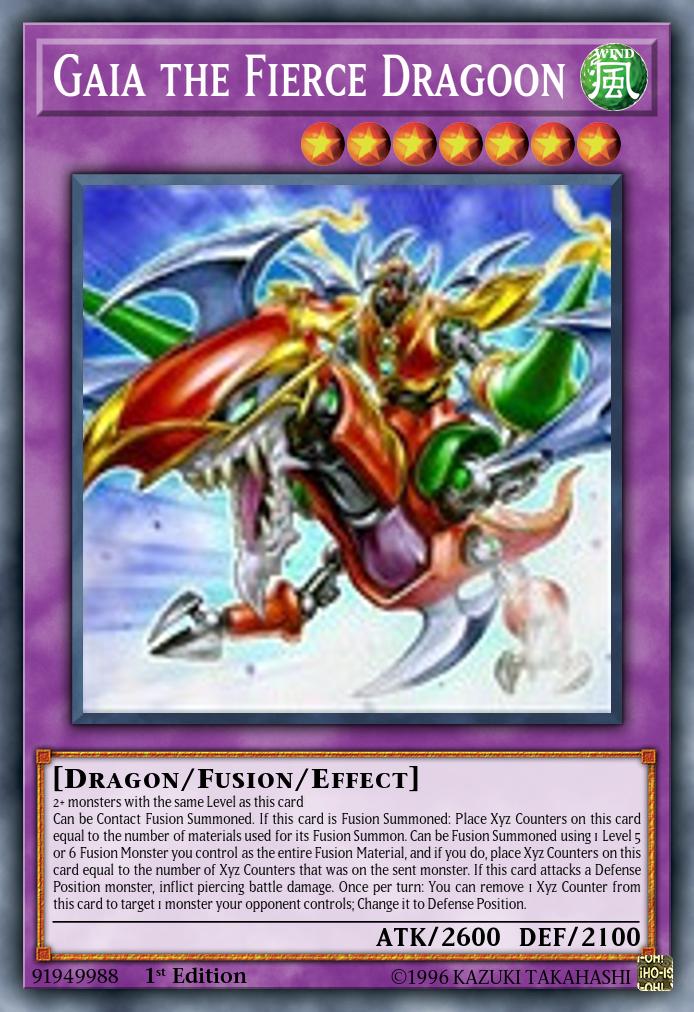 Gaia the Fierce Dragoon
WIND
風
[Dragon/Fusion/Effect]
2+ monsters with the same Level as this card
Can be Contact Fusion Summoned. If this card is Fusion Summoned: Place Xyz Counters on this card
equal to the number of materials used for its Fusion Summon. Can be Fusion Summoned using 1 Level 5
or 6 Fusion Monster you control as the entire Fusion Material, and if you do, place Xyz Counters on this
card equal to the number of Xyz Counters that was on the sent monster. If this card attacks a Defense
Position monster, inflict piercing battle damage. Once per turn: You can remove 1 Xyz Counter from
this card to target 1 monster your opponent controls; Change it to Defense Position.
ATK/2600 DEF/2100
91949988 1st Edition ©1996 KAZUKI TAKAHASHI